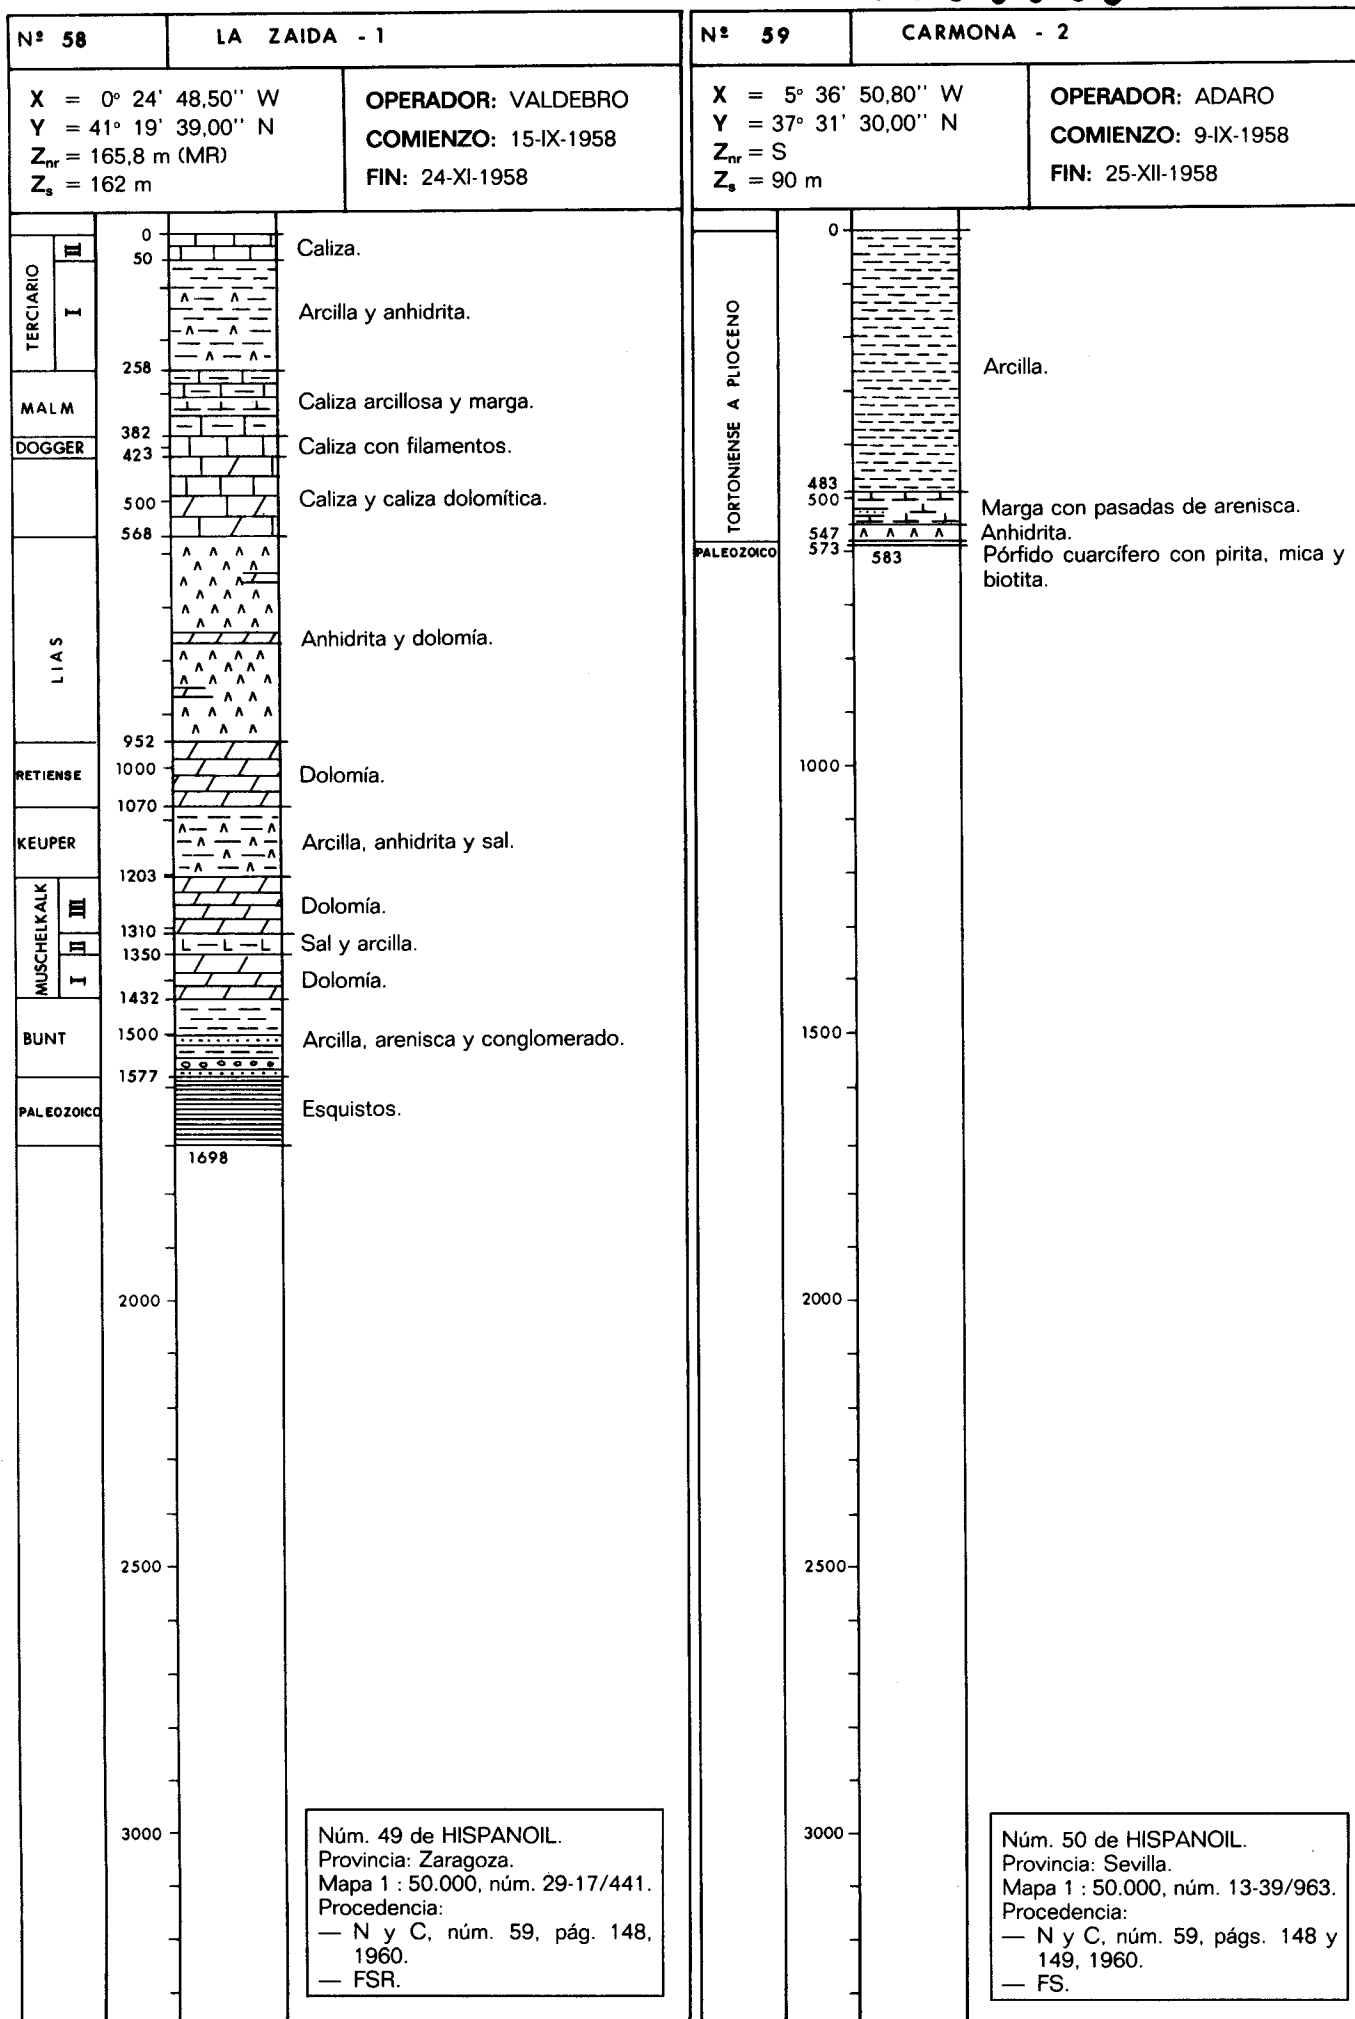 Nº 58 LA ZAIDA - 1
X = 0° 24' 48,50'' W
Y = 41° 19' 39,00'' N
Znr = 165,8 m (MR)
Zs = 162 m
OPERADOR: VALDEBRO
COMIENZO: 15-IX-1958
FIN: 24-XI-1958
TERCIARIO
II
I
MALM
DOGGER
LIAS
RETIENSE
KEUPER
MUSCHELKALK
III
II
I
BUNT
PALEOZOICO
0
50
258
382
423
500
568
952
1000
1070
1203
1310
1350
1432
1500
1577
1698
2000
2500
3000
Caliza.
Arcilla y anhidrita.
Caliza arcillosa y marga.
Caliza con filamentos.
Caliza y caliza dolomítica.
Anhidrita y dolomía.
Dolomía.
Arcilla, anhidrita y sal.
Dolomía.
L — L — L
Sal y arcilla.
Dolomía.
Arcilla, arenisca y conglomerado.
Esquistos.
Núm. 49 de HISPANOIL.
Provincia: Zaragoza.
Mapa 1 : 50.000, núm. 29-17/441.
Procedencia:
— N y C, núm. 59, pág. 148,
1960.
— FSR.
Nº 59 CARMONA - 2
X = 5° 36' 50,80'' W
Y = 37° 31' 30,00'' N
Znr = S
Zs = 90 m
OPERADOR: ADARO
COMIENZO: 9-IX-1958
FIN: 25-XII-1958
TORTONIENSE A PLIOCENO
PALEOZOICO
0
483
500
547
573
583
1000
1500
2000
2500
3000
Arcilla.
Marga con pasadas de arenisca.
Anhidrita.
Pórfido cuarcífero con pirita, mica y
biotita.
Núm. 50 de HISPANOIL.
Provincia: Sevilla.
Mapa 1 : 50.000, núm. 13-39/963.
Procedencia:
— N y C, núm. 59, págs. 148 y
149, 1960.
— FS.